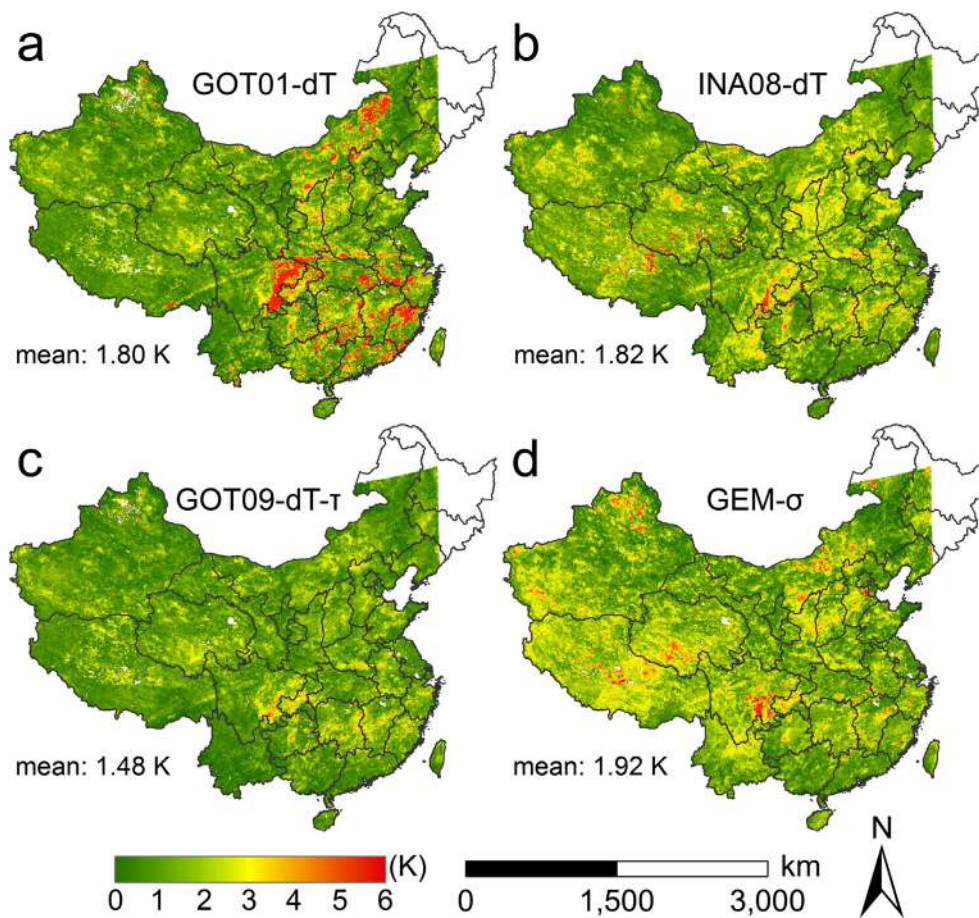 a
GOT01-dT
mean: 1.80 K
b
INA08-dT
mean: 1.82 K
c
GOT09-dT-τ
mean: 1.48 K
d
GEM-σ
mean: 1.92 K
(K)
0 1 2 3 4 5 6
km
0 1,500 3,000
N